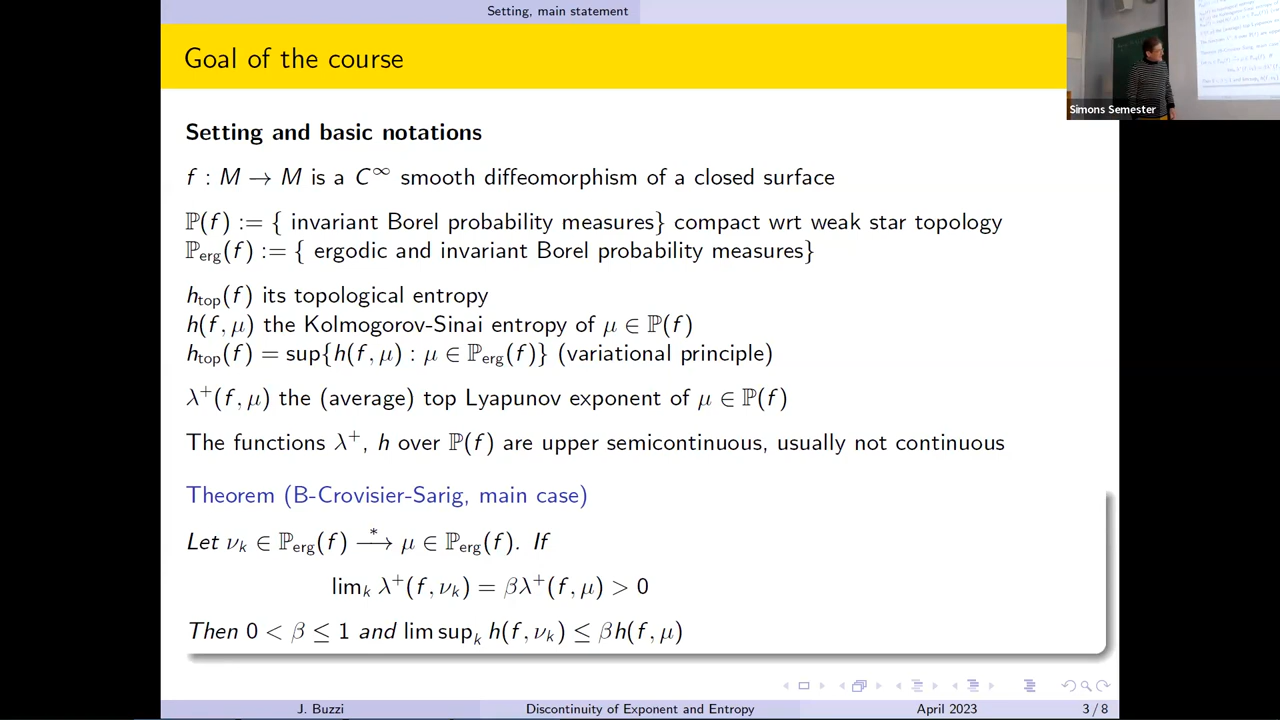 Setting, main statement
Goal of the course
Simons Semester
Setting and basic notations
f : M → M is a C^∞ smooth diffeomorphism of a closed surface
ℙ(f) := { invariant Borel probability measures} compact wrt weak star topology
ℙ_erg(f) := { ergodic and invariant Borel probability measures}
h_top(f) its topological entropy
h(f, μ) the Kolmogorov-Sinai entropy of μ ∈ ℙ(f)
h_top(f) = sup{h(f, μ) : μ ∈ ℙ_erg(f)} (variational principle)
λ⁺(f, μ) the (average) top Lyapunov exponent of μ ∈ ℙ(f)
The functions λ⁺, h over ℙ(f) are upper semicontinuous, usually not continuous
Theorem (B-Crovisier-Sarig, main case)
Let ν_k ∈ ℙ_erg(f) —*→ μ ∈ ℙ_erg(f). If
lim_k λ⁺(f, ν_k) = βλ⁺(f, μ) > 0
Then 0 < β ≤ 1 and lim sup_k h(f, ν_k) ≤ βh(f, μ)
J. Buzzi
Discontinuity of Exponent and Entropy
April 2023
3 / 8